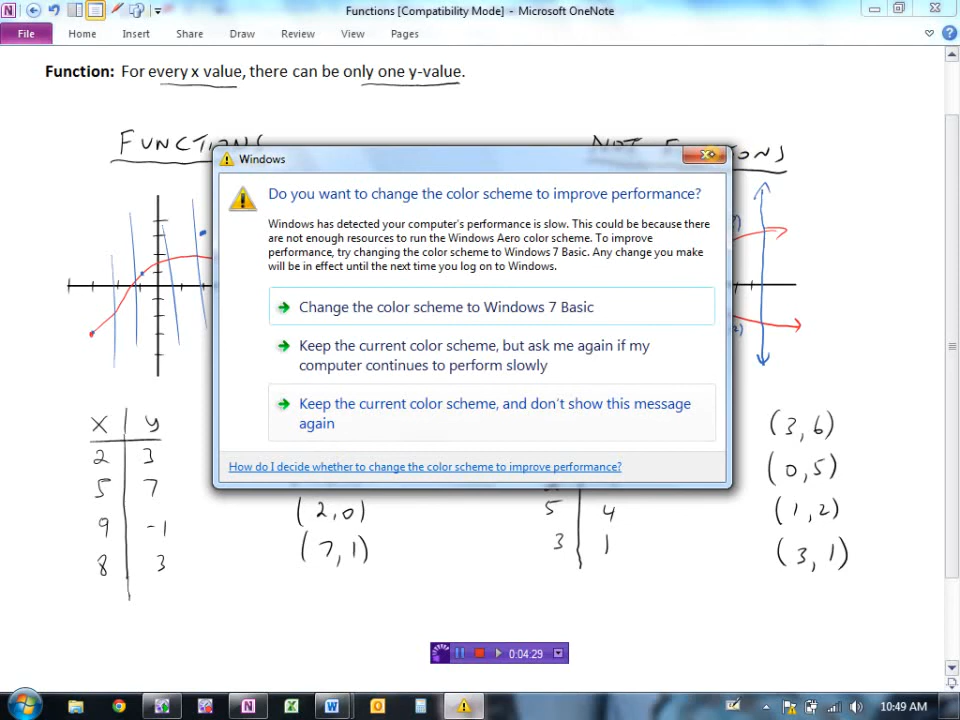 Functions [Compatibility Mode] - Microsoft OneNote
File Home Insert Share Draw Review View Pages
Function: For every x value, there can be only one y-value.
FUNCTIONS
Windows
Do you want to change the color scheme to improve performance?
Windows has detected your computer's performance is slow. This could be because there
are not enough resources to run the Windows Aero color scheme. To improve
performance, try changing the color scheme to Windows 7 Basic. Any change you make
will be in effect until the next time you log on to Windows.
Change the color scheme to Windows 7 Basic
Keep the current color scheme, but ask me again if my
computer continues to perform slowly
Keep the current color scheme, and don't show this message
again
How do I decide whether to change the color scheme to improve performance?
x y
2 3
5 7
9 -1
8 3
(2,0)
(7,1)
5 4
3 1
(3,6)
(0,5)
(1,2)
(3,1)
0:04:29
10:49 AM